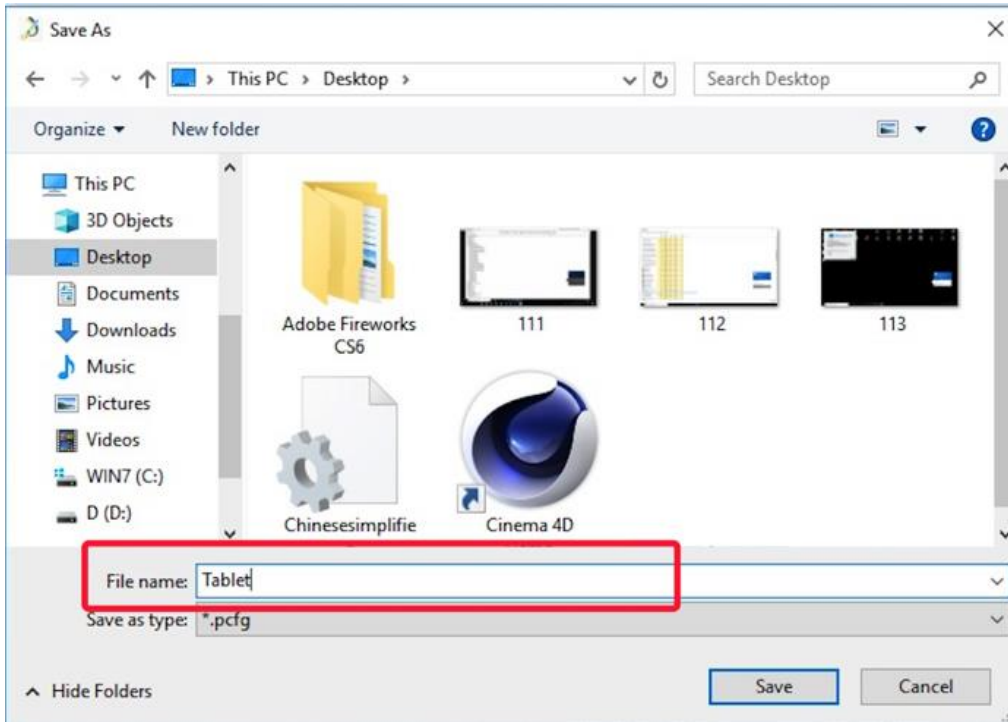 Save As
This PC > Desktop >
Search Desktop
Organize
New folder
This PC
3D Objects
Desktop
Documents
Downloads
Music
Pictures
Videos
WIN7 (C:)
D (D:)
Adobe Fireworks
CS6
111
112
113
Chinesesimplifie
Cinema 4D
File name: Tablet
Save as type: *.pcfg
Hide Folders
Save
Cancel